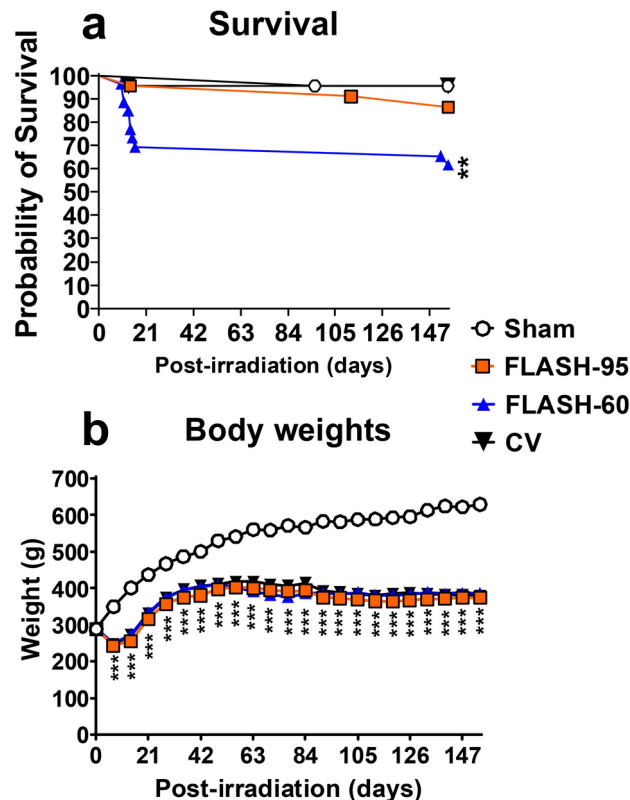 a Survival
Probability of Survival
100
90
80
70
60
50
40
30
20
10
0
**
0 21 42 63 84 105 126 147
Post-irradiation (days)
Sham
FLASH-95
FLASH-60
CV
b Body weights
Weight (g)
700
600
500
400
300
200
100
0
*** *** *** *** *** *** *** *** *** *** *** *** *** *** *** *** *** *** *** *** *** ***
0 21 42 63 84 105 126 147
Post-irradiation (days)